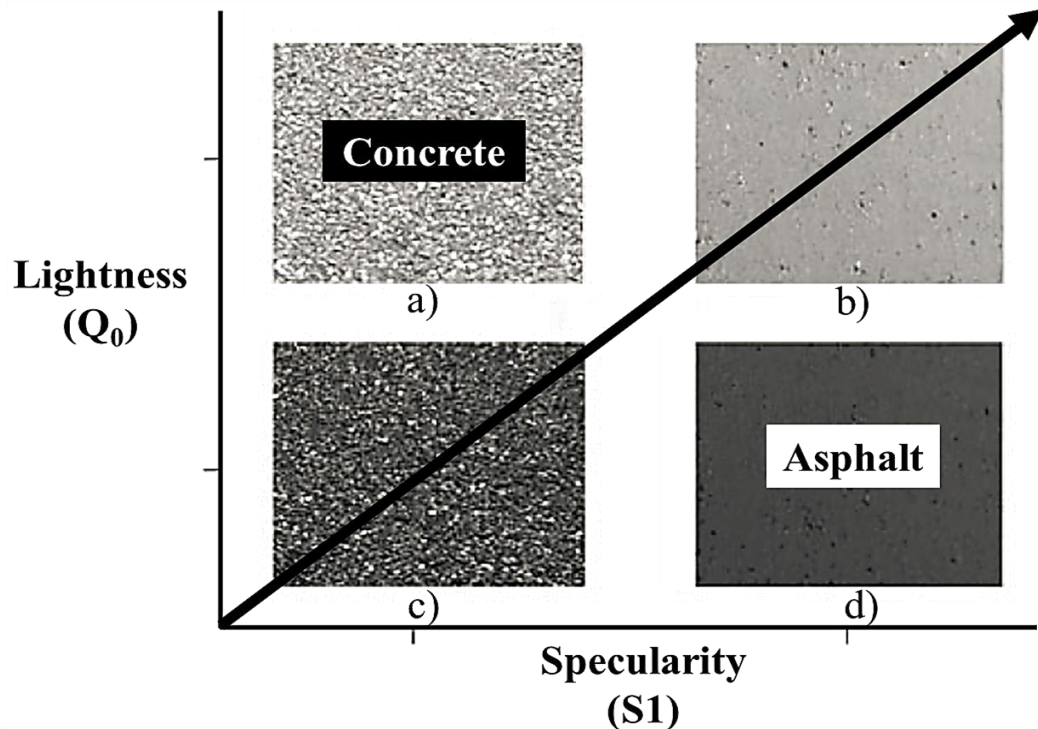 Concrete
Lightness
(Q₀)
a)
b)
Asphalt
c)
d)
Specularity
(S1)